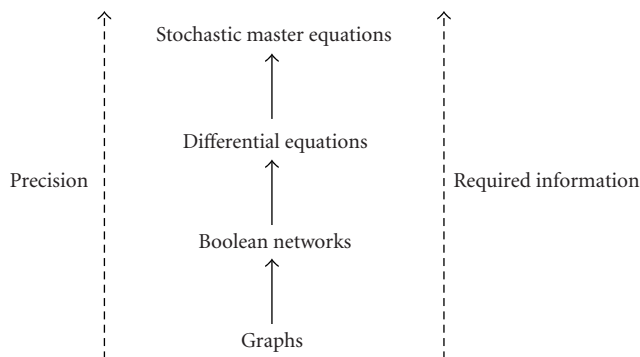 Stochastic master equations
Differential equations
Precision
Required information
Boolean networks
Graphs